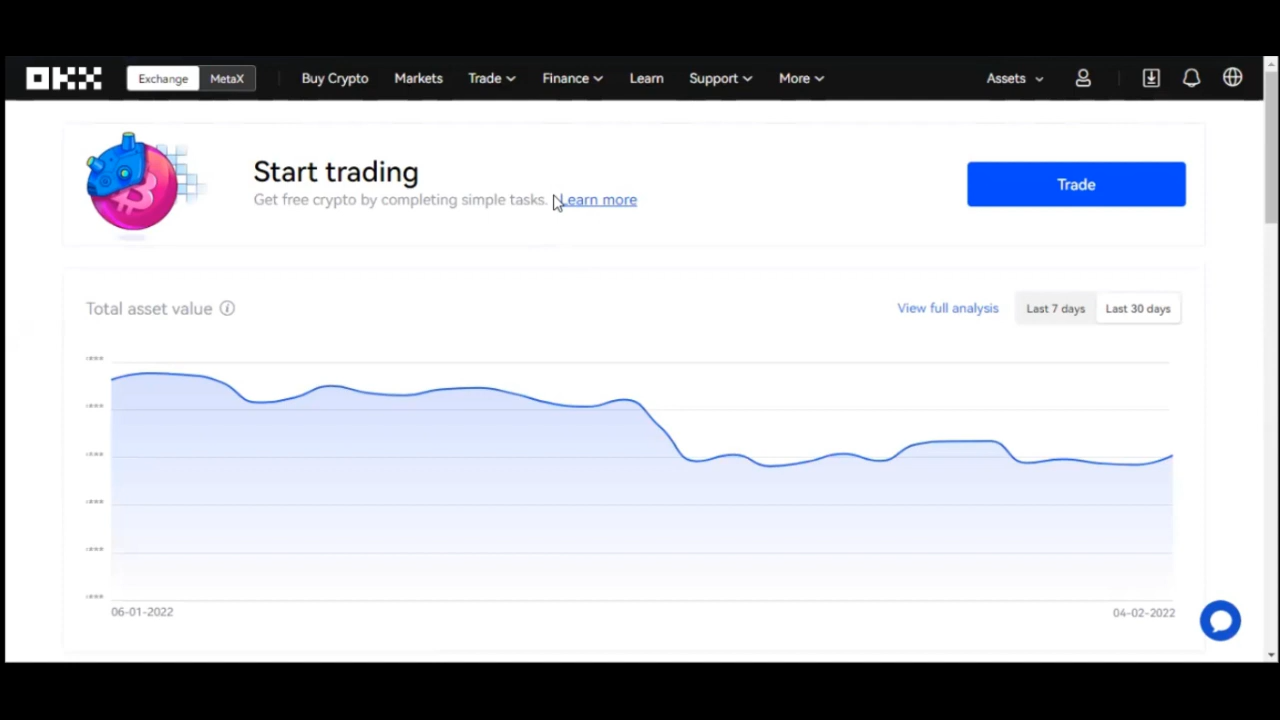 OKX Exchange MetaX Buy Crypto Markets Trade Finance Learn Support More Assets
Start trading
Get free crypto by completing simple tasks. Learn more
Trade
Total asset value
View full analysis Last 7 days Last 30 days
06-01-2022 04-02-2022